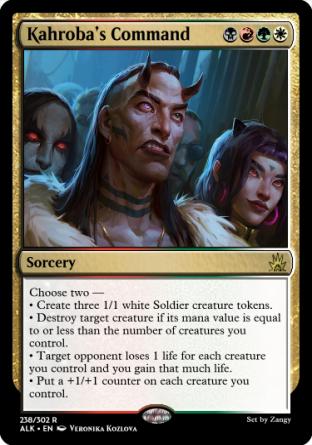 Kahroba's Command
Sorcery
Choose two —
• Create three 1/1 white Soldier creature tokens.
• Destroy target creature if its mana value is equal
to or less than the number of creatures you
control.
• Target opponent loses 1 life for each creature
you control and you gain that much life.
• Put a +1/+1 counter on each creature you
control.
238/302 R
Set by Zangy
ALK • EN Veronika Kozlova